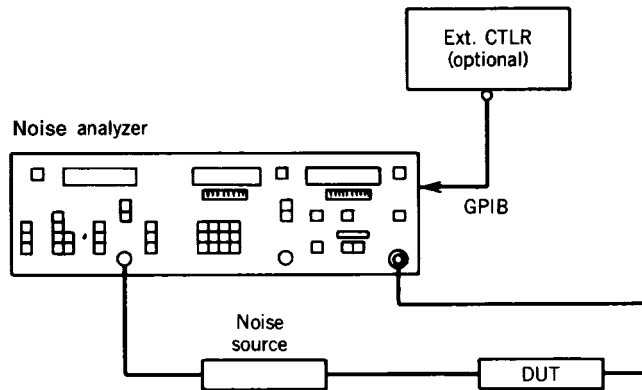 Ext. CTLR
(optional)
Noise analyzer
GPIB
Noise
source
DUT